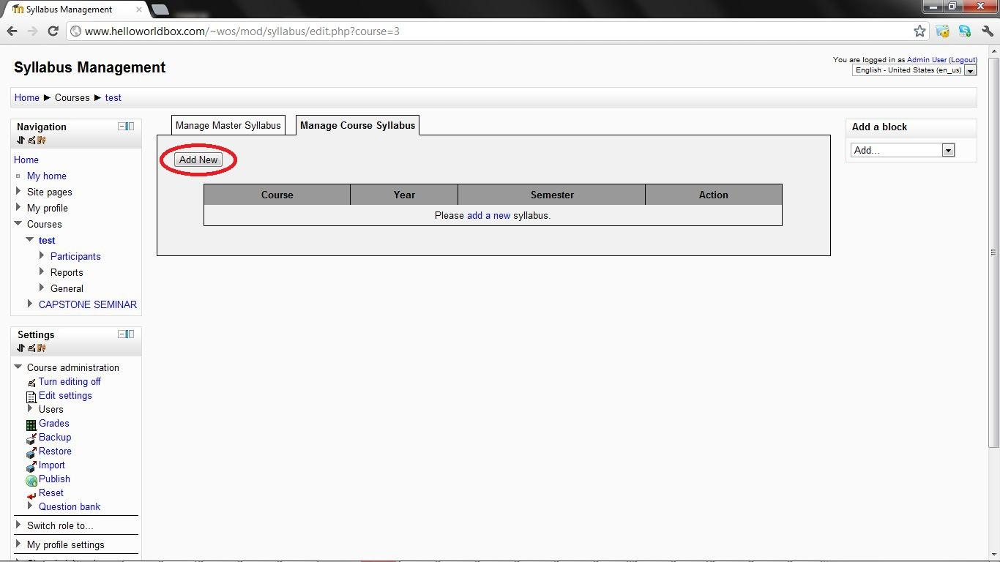 Syllabus Management
www.helloworldbox.com/~wos/mod/syllabus/edit.php?course=3
Syllabus Management
You are logged in as Admin User (Logout)
English - United States (en_us)
Home ► Courses ► test
Navigation
Home
My home
Site pages
My profile
Courses
test
Participants
Reports
General
CAPSTONE SEMINAR
Settings
Course administration
Turn editing off
Edit settings
Users
Grades
Backup
Restore
Import
Publish
Reset
Question bank
Switch role to...
My profile settings
Manage Master Syllabus
Manage Course Syllabus
Add New
Course Year Semester Action
Please add a new syllabus.
Add a block
Add...